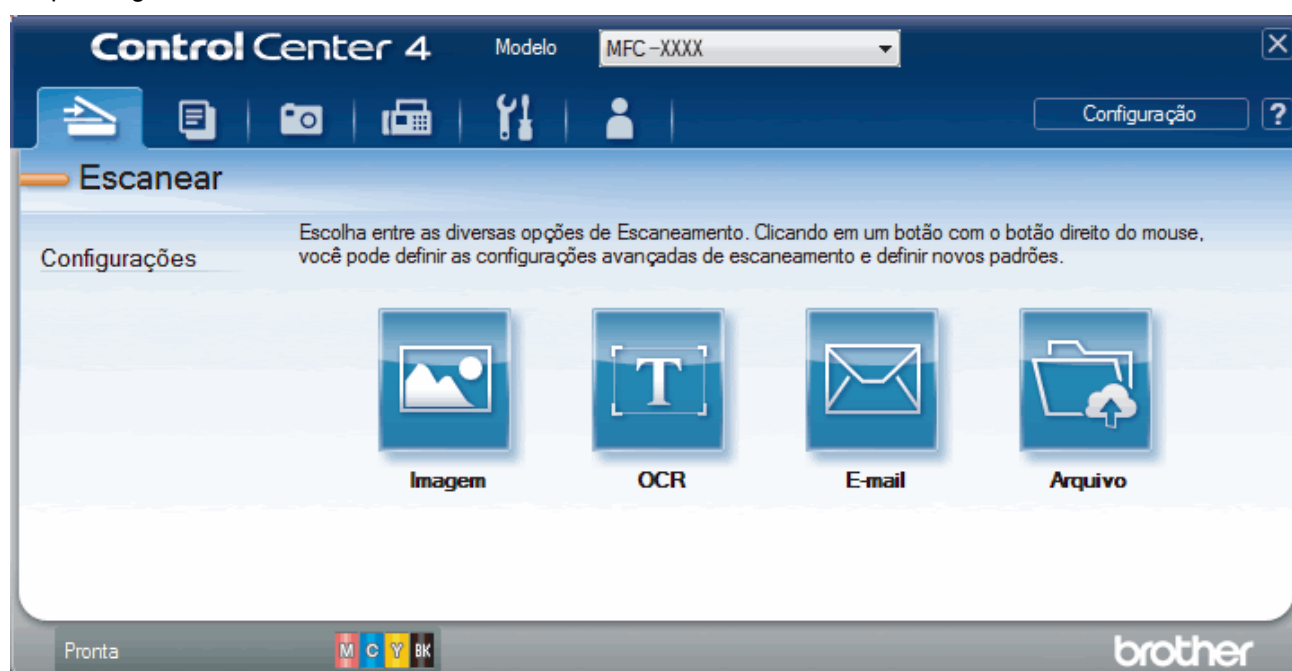 Control Center 4
Modelo
MFC-XXXX
Configuração
?
Escanear
Configurações
Escolha entre as diversas opções de Escaneamento. Clicando em um botão com o botão direito do mouse,
você pode definir as configurações avançadas de escaneamento e definir novos padrões.
T
Imagem
OCR
E-mail
Arquivo
Pronta
M C Y BK
brother